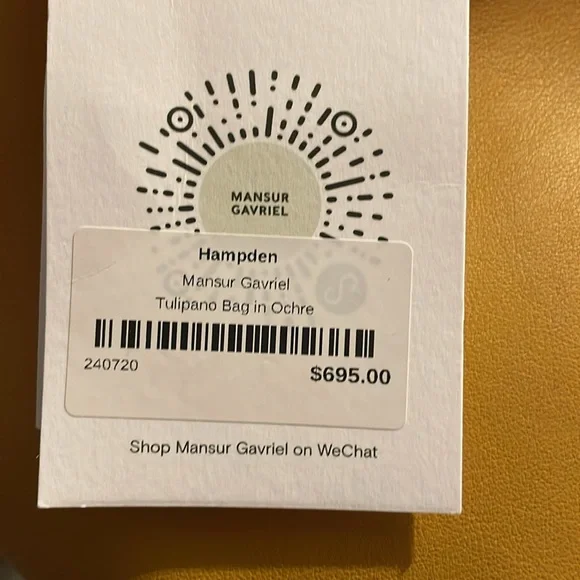 MANSUR
GAVRIEL
Hampden
Mansur Gavriel
Tulipano Bag in Ochre
240720
$695.00
Shop Mansur Gavriel on WeChat